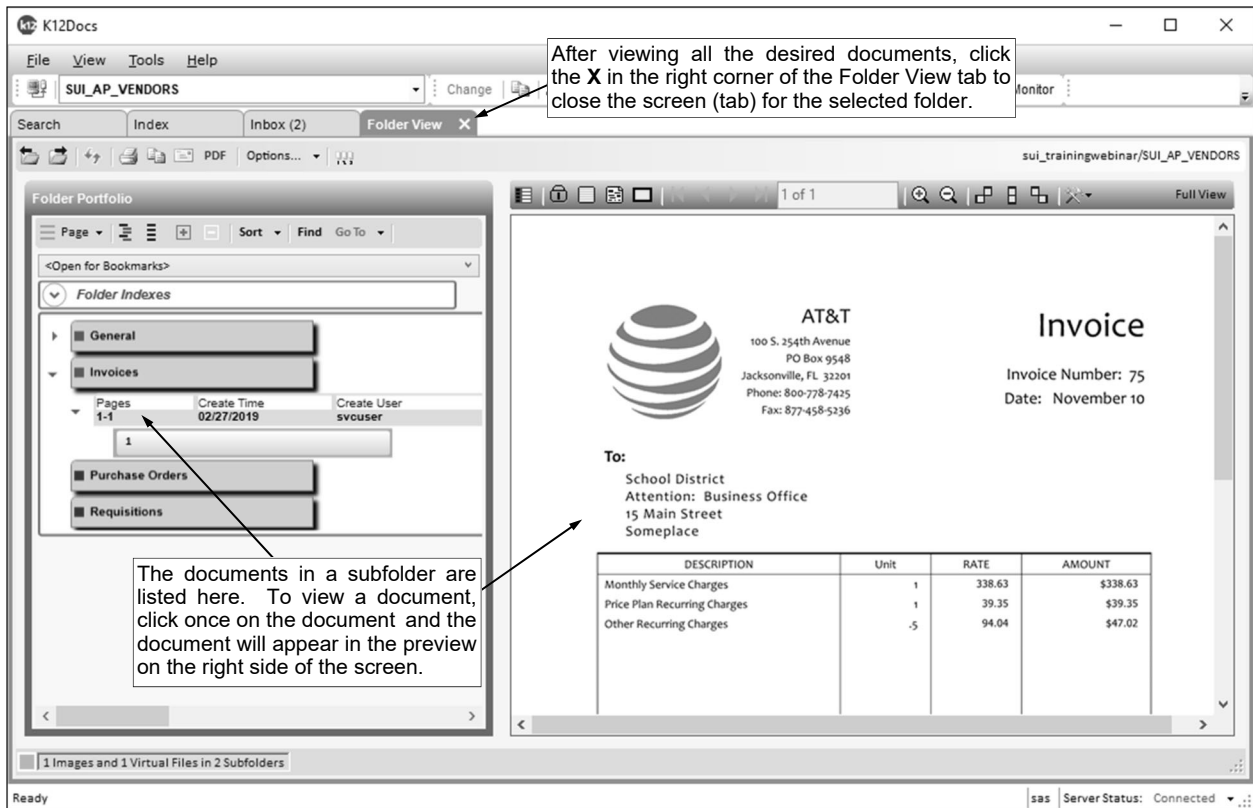 K12Docs
File View Tools Help
SUI_AP_VENDORS Change
Monitor
After viewing all the desired documents, click
the X in the right corner of the Folder View tab to
close the screen (tab) for the selected folder.
Search Index Inbox (2) Folder View X
PDF Options... sui_trainingwebinar/SUI_AP_VENDORS
Folder Portfolio
Page Sort Find Go To
<Open for Bookmarks>
Folder Indexes
General
Invoices
Pages Create Time Create User
1-1 02/27/2019 svcuser
1
Purchase Orders
Requisitions
The documents in a subfolder are
listed here. To view a document,
click once on the document and the
document will appear in the preview
on the right side of the screen.
1 of 1 Full View
AT&T
100 S. 254th Avenue
PO Box 9548
Jacksonville, FL 32201
Phone: 800-778-7425
Fax: 877-458-5236
Invoice
Invoice Number: 75
Date: November 10
To:
School District
Attention: Business Office
15 Main Street
Someplace
DESCRIPTION Unit RATE AMOUNT
Monthly Service Charges 1 338.63 $338.63
Price Plan Recurring Charges 1 39.35 $39.35
Other Recurring Charges .5 94.04 $47.02
1 Images and 1 Virtual Files in 2 Subfolders
Ready sas Server Status: Connected